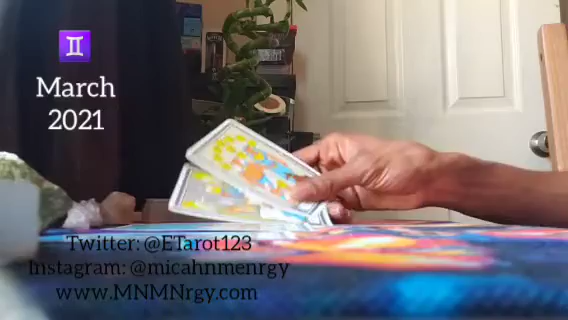 ♊
March
2021
Twitter: @ETarot123
Instagram: @micahnmenrgy
www.MNMNrgy.com